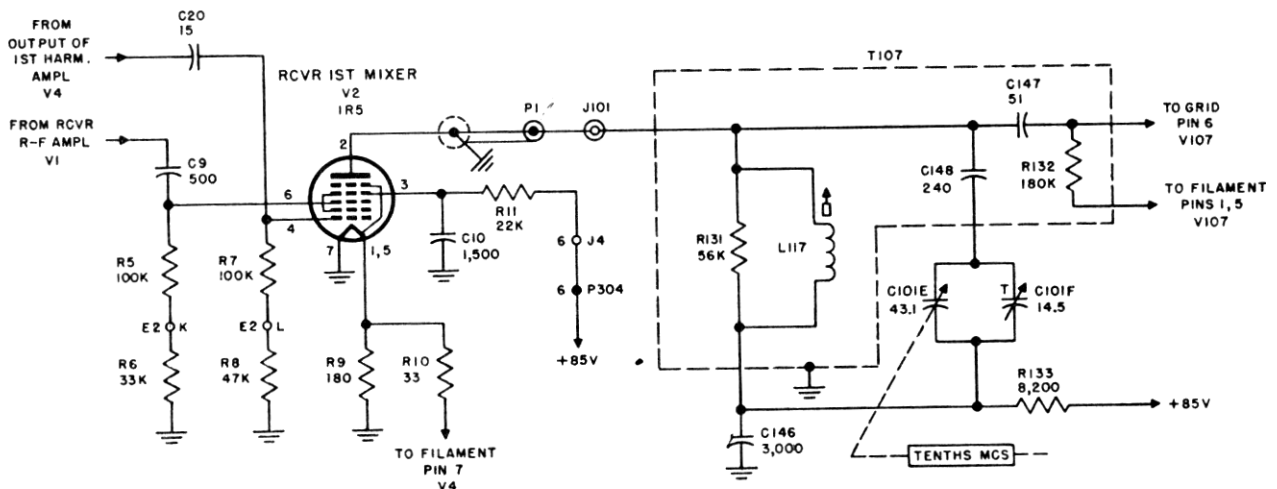 FROM
OUTPUT OF
1ST HARM.
AMPL
V4
C20
15
FROM RCVR
R-F AMPL
V1
C9
500
RCVR 1ST MIXER
V2
1R5
2
6
4
3
7
1,5
R5
100K
E2 K
R6
33K
R7
100K
E2 L
R8
47K
R9
180
R10
33
TO FILAMENT
PIN 7
V4
C10
1,500
R11
22K
6 J4
6 P304
+85V
P1
J101
T107
R131
56K
L117
C148
240
C147
51
R132
180K
TO GRID
PIN 6
V107
TO FILAMENT
PINS 1,5
V107
C101E
43.1
T
C101F
14.5
R133
8,200
+85V
C146
3,000
TENTHS MCS